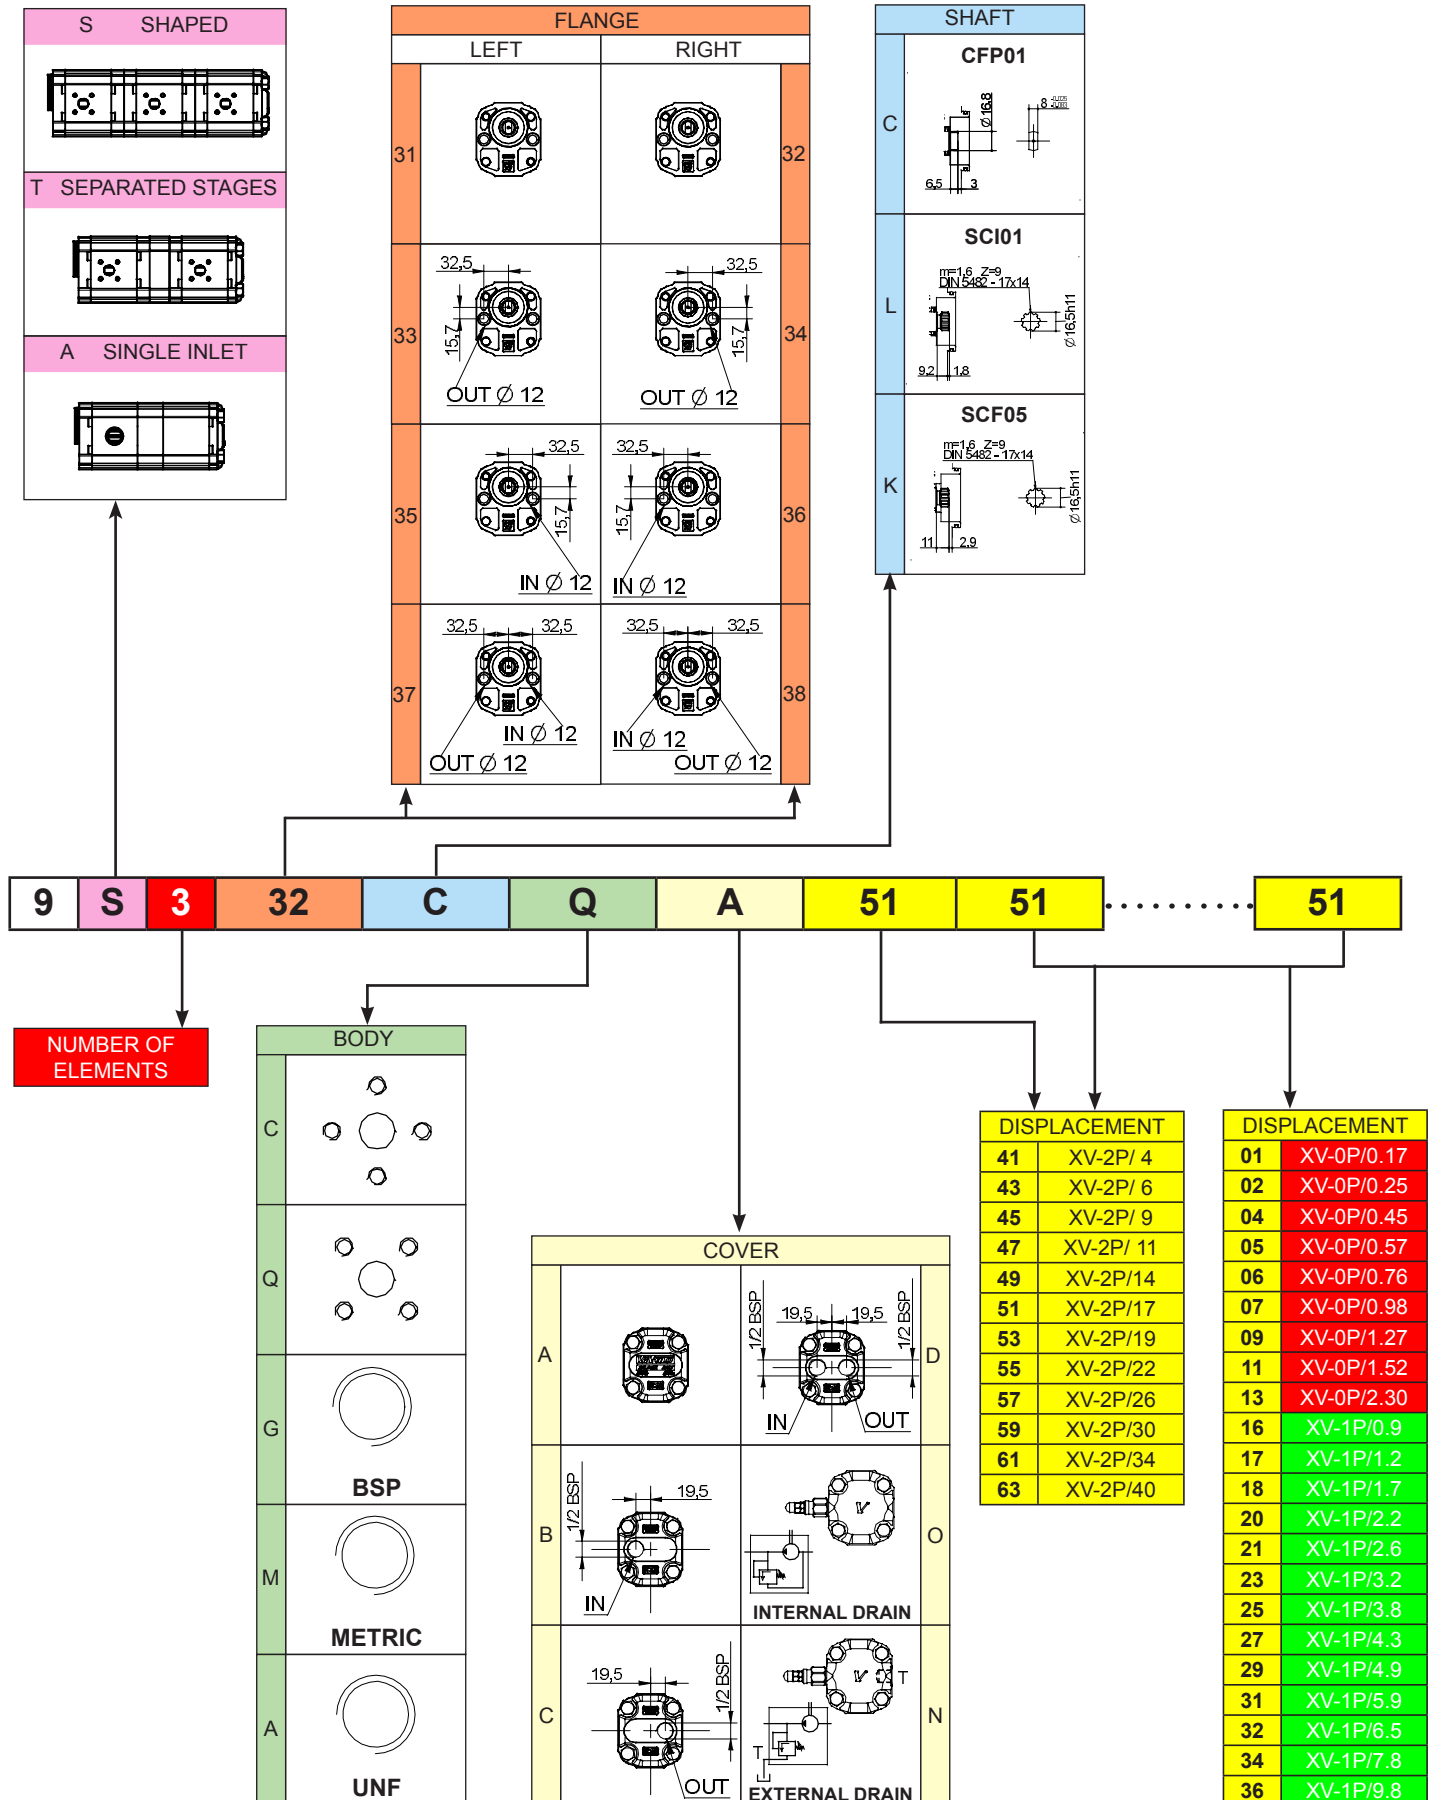 S SHAPED
T SEPARATED STAGES
A SINGLE INLET
FLANGE
LEFT RIGHT
31 32
33 34
32,5 32,5
15,7 15,7
OUT Ø 12 OUT Ø 12
35 36
32,5 32,5
15,7 15,7
IN Ø 12 IN Ø 12
37 38
32,5 32,5 32,5 32,5
IN Ø 12 IN Ø 12
OUT Ø 12 OUT Ø 12
SHAFT
C
CFP01
Ø16.8
8
6,5 3
L
SCI01
m=1,6 Z=9
DIN 5482 - 17x14
Ø16,5h11
9,2 1,8
K
SCF05
m=1,6 Z=9
DIN 5482 - 17x14
Ø16,5h11
11 2,9
9 S 3 32 C Q A 51 51 .......... 51
NUMBER OF
ELEMENTS
BODY
C
Q
G
BSP
M
METRIC
A
UNF
COVER
A
D
1/2 BSP 19,5 19,5 1/2 BSP
IN OUT
B
1/2 BSP 19,5
IN
O
INTERNAL DRAIN
C
19,5 1/2 BSP
OUT
N
T
T
EXTERNAL DRAIN
DISPLACEMENT
41 XV-2P/ 4
43 XV-2P/ 6
45 XV-2P/ 9
47 XV-2P/ 11
49 XV-2P/14
51 XV-2P/17
53 XV-2P/19
55 XV-2P/22
57 XV-2P/26
59 XV-2P/30
61 XV-2P/34
63 XV-2P/40
DISPLACEMENT
01 XV-0P/0.17
02 XV-0P/0.25
04 XV-0P/0.45
05 XV-0P/0.57
06 XV-0P/0.76
07 XV-0P/0.98
09 XV-0P/1.27
11 XV-0P/1.52
13 XV-0P/2.30
16 XV-1P/0.9
17 XV-1P/1.2
18 XV-1P/1.7
20 XV-1P/2.2
21 XV-1P/2.6
23 XV-1P/3.2
25 XV-1P/3.8
27 XV-1P/4.3
29 XV-1P/4.9
31 XV-1P/5.9
32 XV-1P/6.5
34 XV-1P/7.8
36 XV-1P/9.8